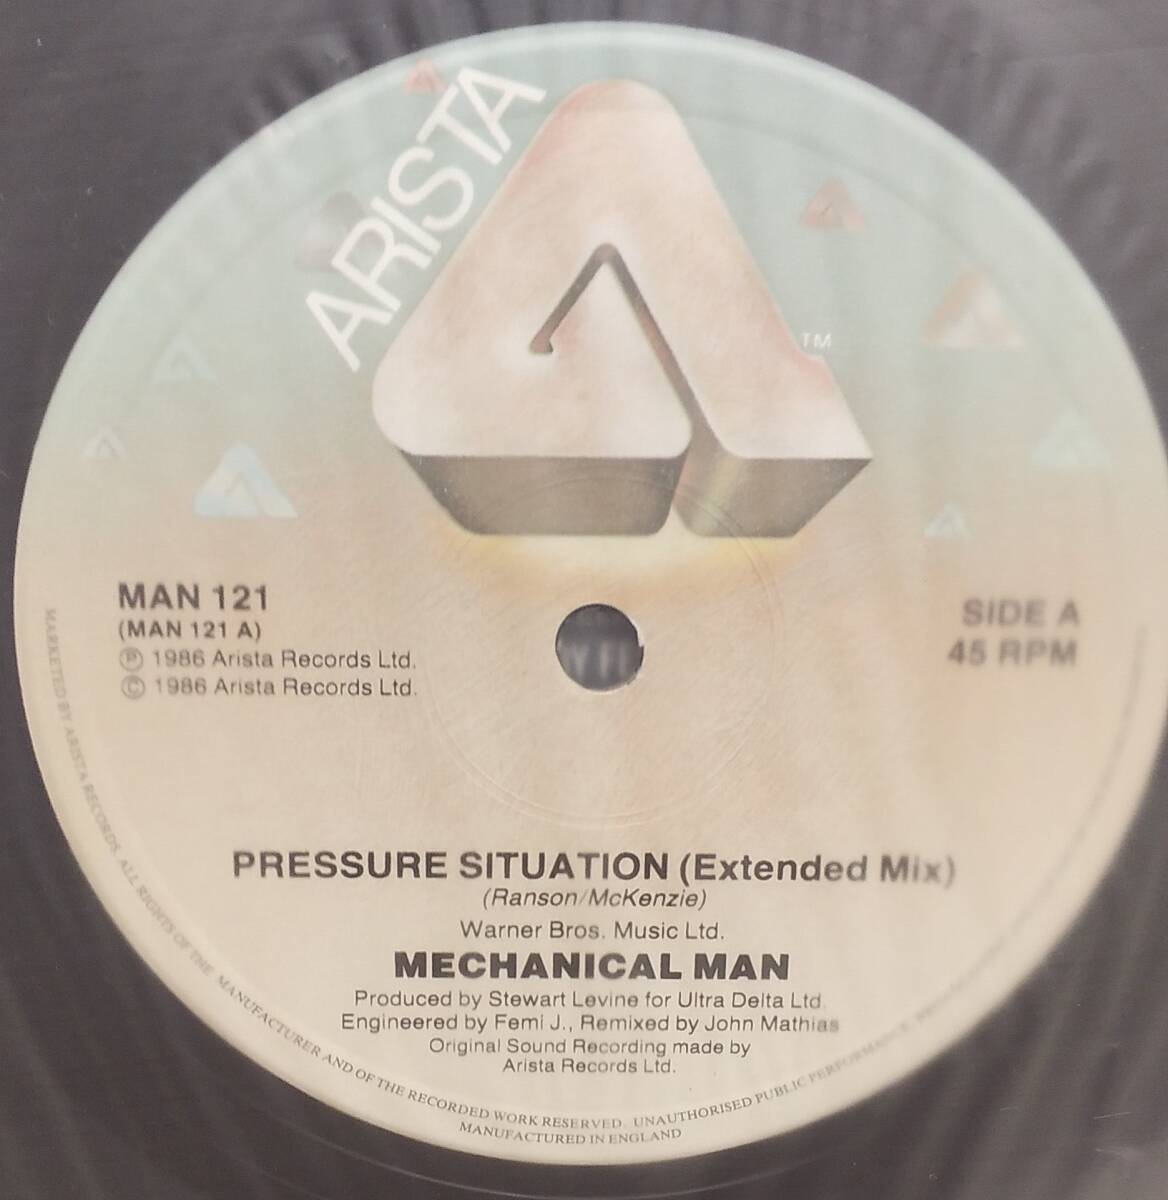 ARISTA
TM
MAN 121
(MAN 121 A)
Ⓟ 1986 Arista Records Ltd.
© 1986 Arista Records Ltd.
SIDE A
45 RPM
PRESSURE SITUATION (Extended Mix)
(Ranson/McKenzie)
Warner Bros. Music Ltd.
MECHANICAL MAN
Produced by Stewart Levine for Ultra Delta Ltd.
Engineered by Femi J., Remixed by John Mathias
Original Sound Recording made by
Arista Records Ltd.
MARKETED BY ARISTA RECORDS. ALL RIGHTS OF THE MANUFACTURER AND OF THE RECORDED WORK RESERVED. UNAUTHORISED PUBLIC PERFORMANCE,
MANUFACTURED IN ENGLAND